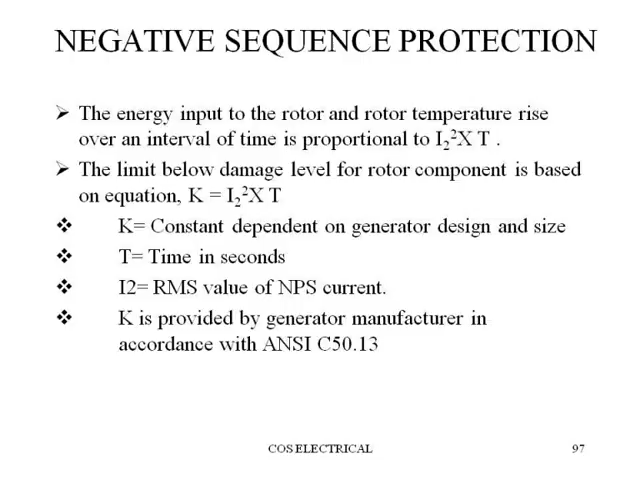 NEGATIVE SEQUENCE PROTECTION
➢ The energy input to the rotor and rotor temperature rise
over an interval of time is proportional to I₂²X T .
➢ The limit below damage level for rotor component is based
on equation, K = I₂²X T
❖ K= Constant dependent on generator design and size
❖ T= Time in seconds
❖ I2= RMS value of NPS current.
❖ K is provided by generator manufacturer in
accordance with ANSI C50.13
COS ELECTRICAL 97